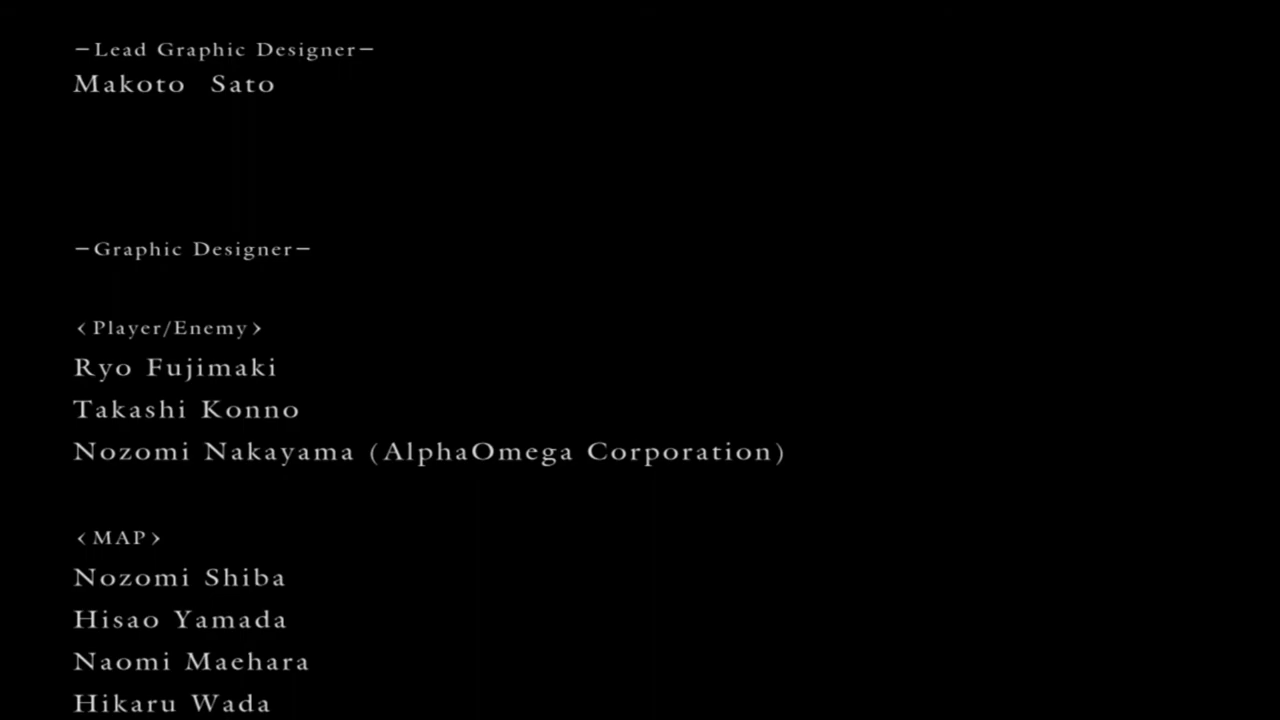 −Lead Graphic Designer−
Makoto Sato
−Graphic Designer−
<Player/Enemy>
Ryo Fujimaki
Takashi Konno
Nozomi Nakayama (AlphaOmega Corporation)
<MAP>
Nozomi Shiba
Hisao Yamada
Naomi Maehara
Hikaru Wada